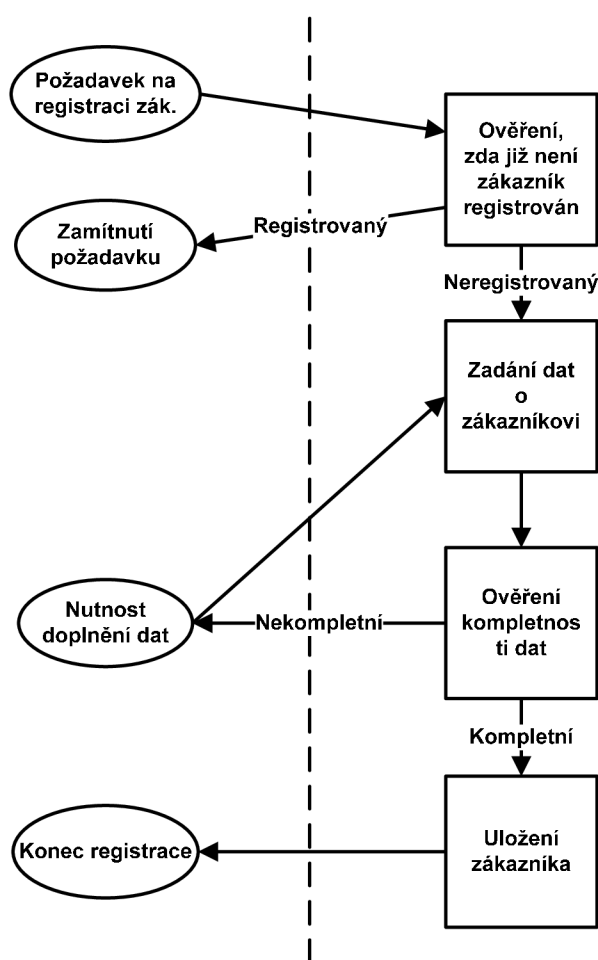 Požadavek na
registraci zák.
Ověření,
zda již není
zákazník
registrován
Registrovaný
Zamítnutí
požadavku
Neregistrovaný
Zadání dat
o
zákazníkovi
Nutnost
doplnění dat
Nekompletní
Ověření
kompletnos
ti dat
Kompletní
Konec registrace
Uložení
zákazníka